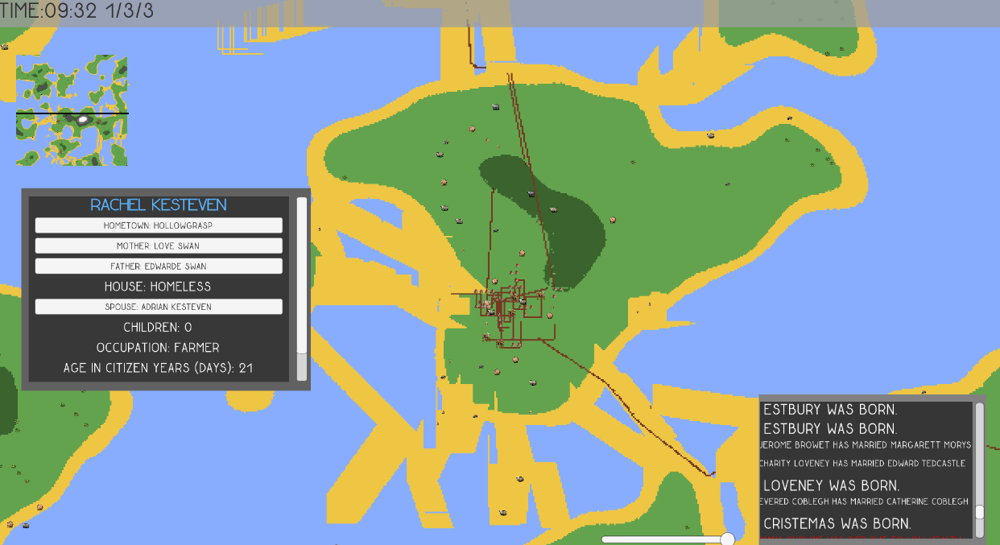 TIME:09:32 1/3/3
RACHEL KESTEVEN
HOMETOWN: HOLLOWGRASP
MOTHER: LOVE SWAN
FATHER: EDWARDE SWAN
HOUSE: HOMELESS
SPOUSE: ADRIAN KESTEVEN
CHILDREN: 0
OCCUPATION: FARMER
AGE IN CITIZEN YEARS (DAYS): 21
ESTBURY WAS BORN.
ESTBURY WAS BORN.
JEROME BROWET HAS MARRIED MARGARETT MORYS
CHARITY LOVENEY HAS MARRIED EDWARD TEDCASTLE
LOVENEY WAS BORN.
EVERED COBLEGH HAS MARRIED CATHERINE COBLEGH
CRISTEMAS WAS BORN.